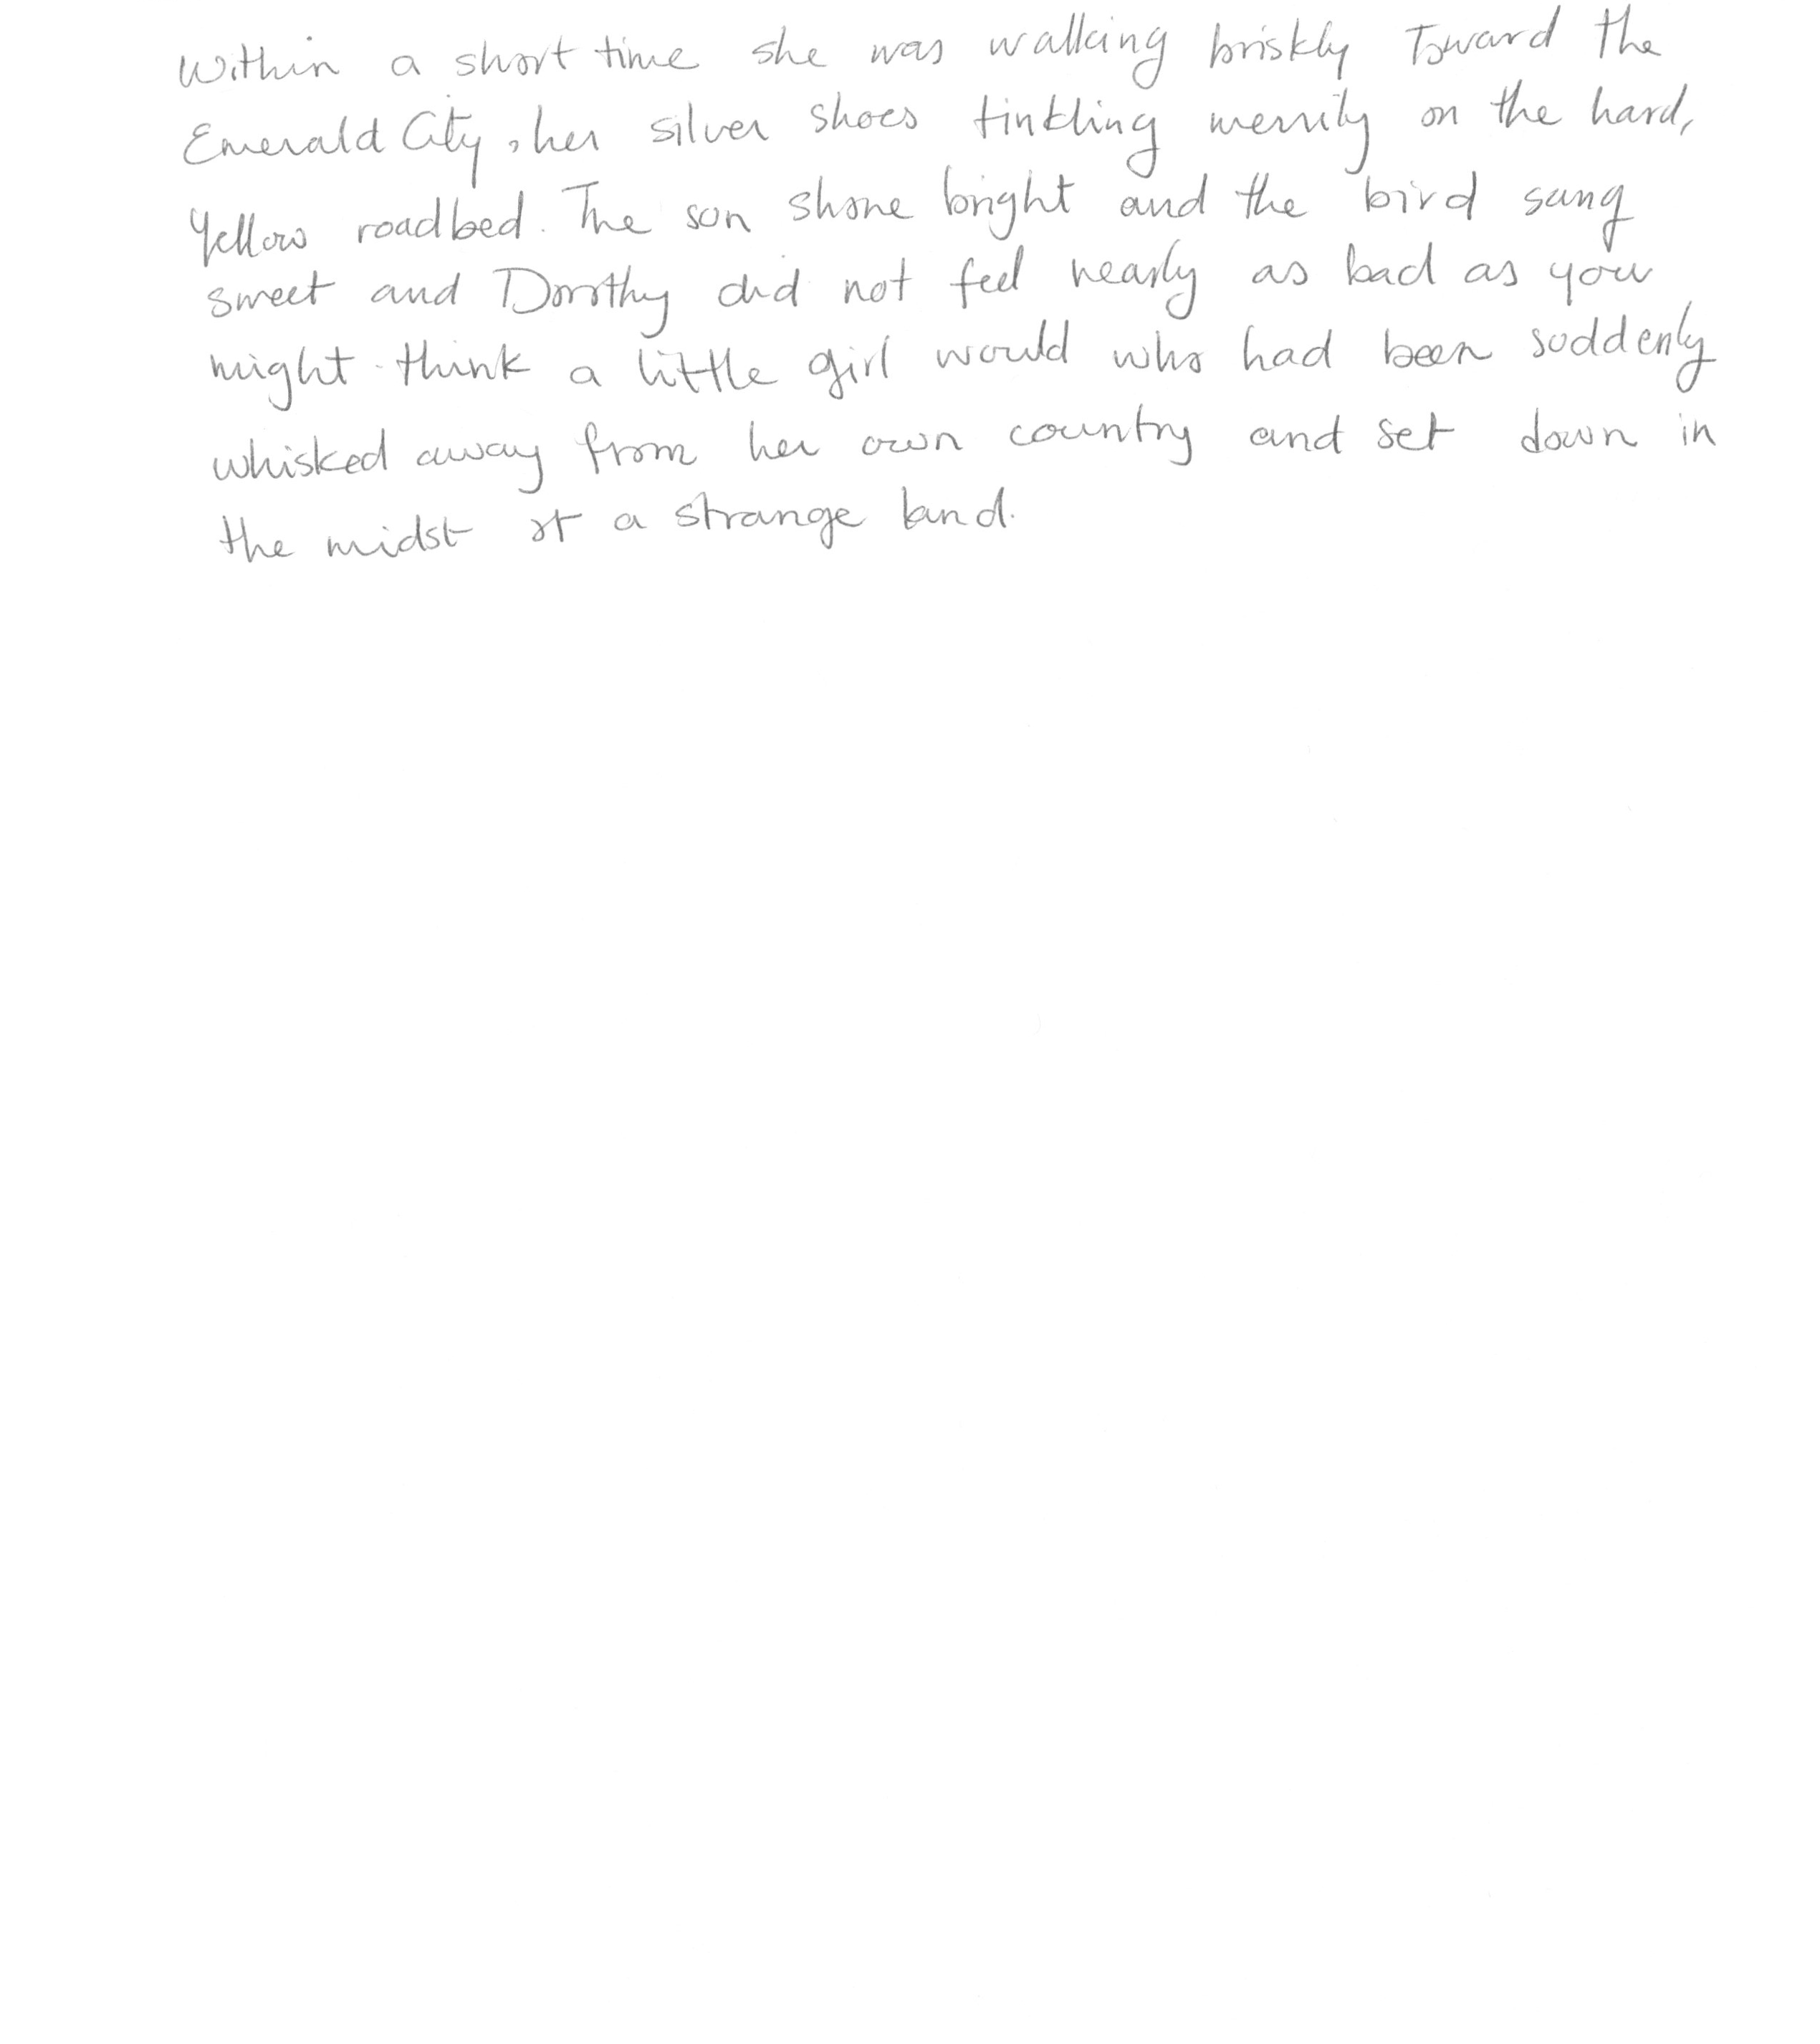 Within a short time she was walking briskly Toward the
Emerald City, her silver shoes tinkling merrily on the hard,
Yellow roadbed. The son shone bright and the bird sang
sweet and Dorothy did not feel nearly as bad as you
might think a little girl would who had been soddenly
whisked away from her own country and set down in
the midst of a strange land.